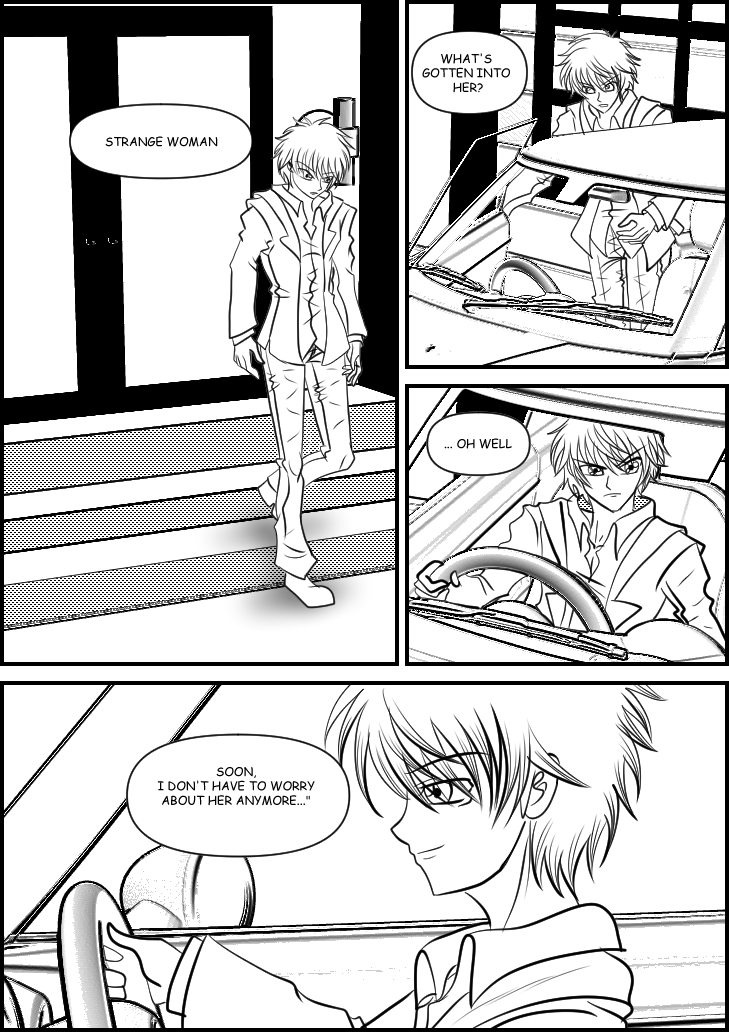 STRANGE WOMAN
WHAT'S
GOTTEN INTO
HER?
... OH WELL
SOON,
I DON'T HAVE TO WORRY
ABOUT HER ANYMORE..."